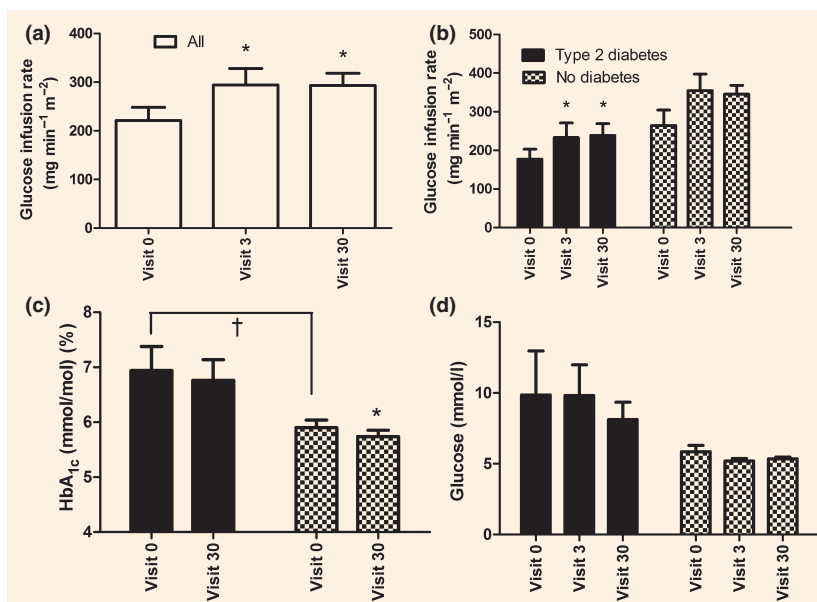 (a)
Glucose infusion rate
(mg min⁻¹ m⁻²)
400
300
200
100
0
All
*
*
Visit 0
Visit 3
Visit 30
(b)
Glucose infusion rate
(mg min⁻¹ m⁻²)
500
400
300
200
100
0
Type 2 diabetes
No diabetes
*
*
Visit 0
Visit 3
Visit 30
Visit 0
Visit 3
Visit 30
(c)
HbA₁c (mmol/mol) (%)
8
7
6
5
4
†
*
Visit 0
Visit 30
Visit 0
Visit 30
(d)
Glucose (mmol/l)
15
10
5
0
Visit 0
Visit 3
Visit 30
Visit 0
Visit 3
Visit 30